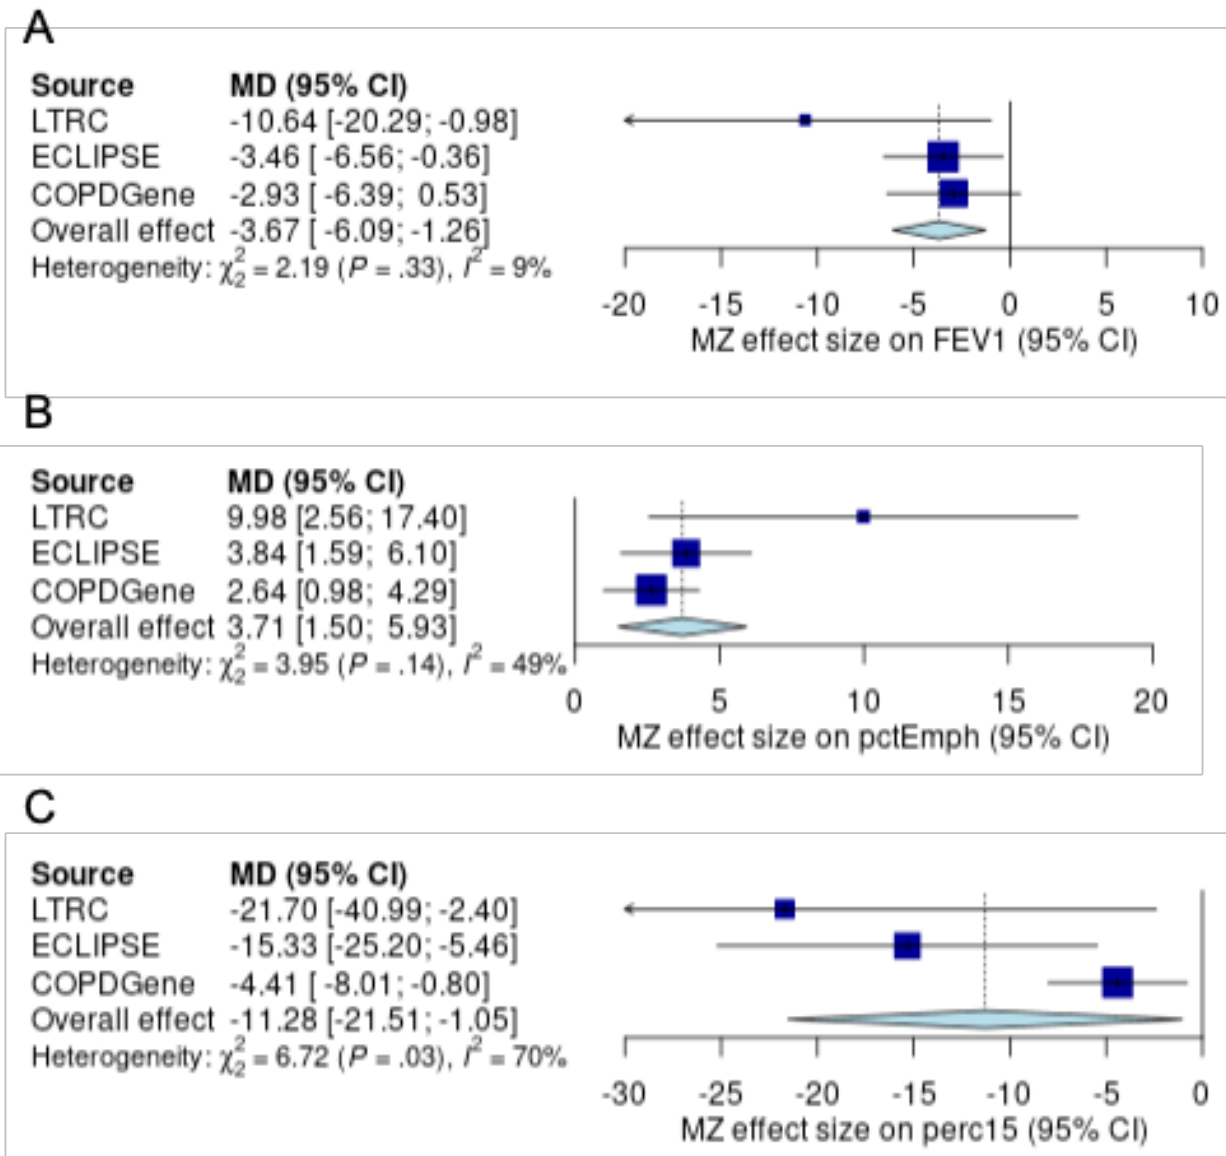 A
Source MD (95% CI)
LTRC -10.64 [-20.29; -0.98]
ECLIPSE -3.46 [ -6.56; -0.36]
COPDGene -2.93 [ -6.39; 0.53]
Overall effect -3.67 [ -6.09; -1.26]
Heterogeneity: χ²₂ = 2.19 (P = .33), I² = 9%
-20 -15 -10 -5 0 5 10
MZ effect size on FEV1 (95% CI)
B
Source MD (95% CI)
LTRC 9.98 [2.56; 17.40]
ECLIPSE 3.84 [1.59; 6.10]
COPDGene 2.64 [0.98; 4.29]
Overall effect 3.71 [1.50; 5.93]
Heterogeneity: χ²₂ = 3.95 (P = .14), I² = 49%
0 5 10 15 20
MZ effect size on pctEmph (95% CI)
C
Source MD (95% CI)
LTRC -21.70 [-40.99; -2.40]
ECLIPSE -15.33 [-25.20; -5.46]
COPDGene -4.41 [ -8.01; -0.80]
Overall effect -11.28 [-21.51; -1.05]
Heterogeneity: χ²₂ = 6.72 (P = .03), I² = 70%
-30 -25 -20 -15 -10 -5 0
MZ effect size on perc15 (95% CI)